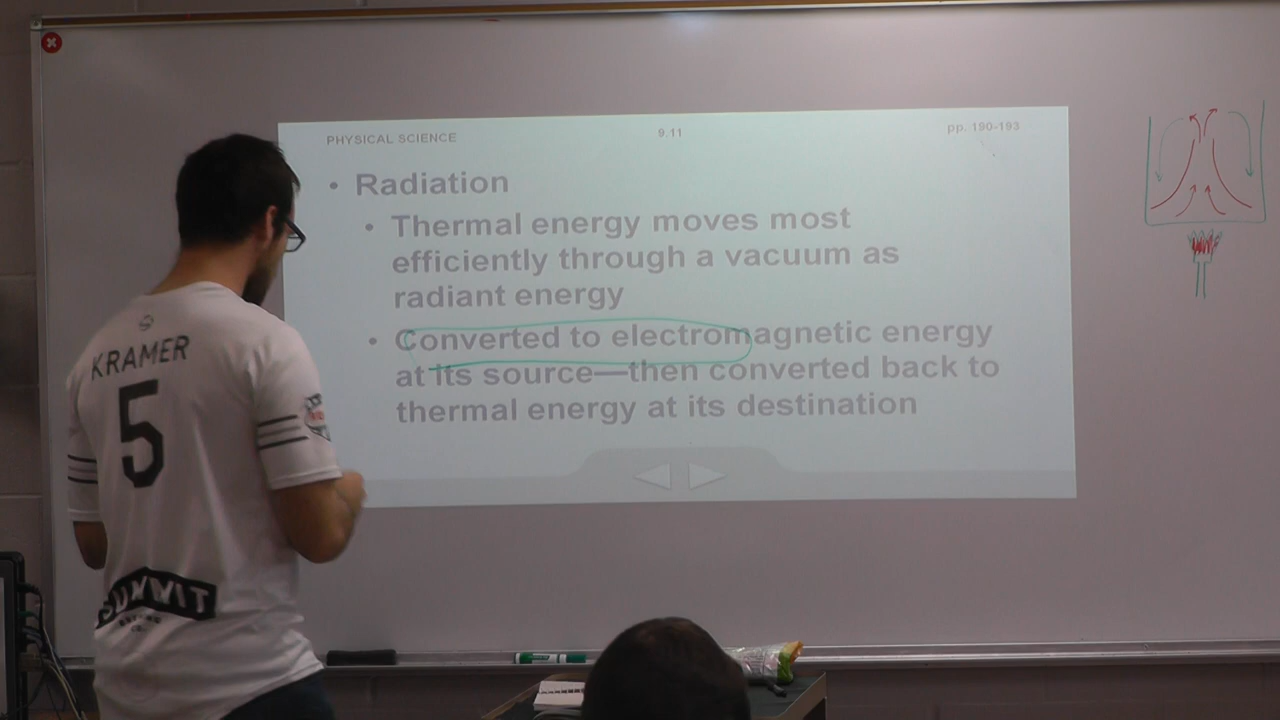 PHYSICAL SCIENCE 9.11 pp. 190-193
• Radiation
• Thermal energy moves most
efficiently through a vacuum as
radiant energy
• Converted to electromagnetic energy
at its source—then converted back to
thermal energy at its destination
KRAMER
5
SUMMIT